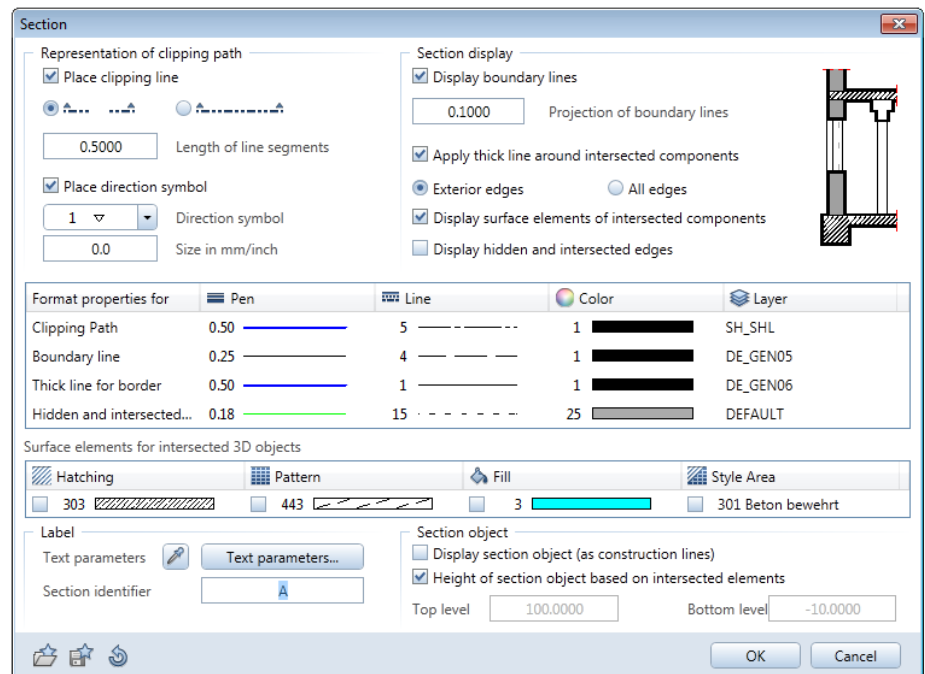 Section
Representation of clipping path
Place clipping line
0.5000 Length of line segments
Place direction symbol
1 Direction symbol
0.0 Size in mm/inch
Section display
Display boundary lines
0.1000 Projection of boundary lines
Apply thick line around intersected components
Exterior edges All edges
Display surface elements of intersected components
Display hidden and intersected edges
Format properties for Pen Line Color Layer
Clipping Path 0.50 5 1 SH_SHL
Boundary line 0.25 4 1 DE_GEN05
Thick line for border 0.50 1 1 DE_GEN06
Hidden and intersected... 0.18 15 25 DEFAULT
Surface elements for intersected 3D objects
Hatching Pattern Fill Style Area
303 443 3 301 Beton bewehrt
Label
Text parameters Text parameters...
Section identifier A
Section object
Display section object (as construction lines)
Height of section object based on intersected elements
Top level 100.0000 Bottom level -10.0000
OK Cancel